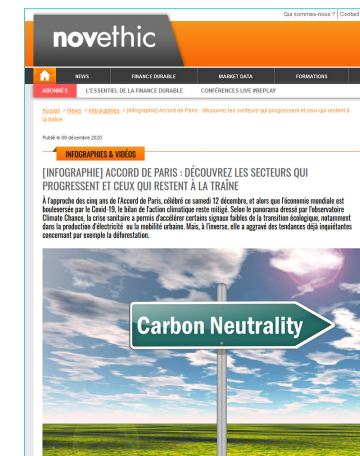 Qui sommes-nous ? | Contact
novethic
NEWS FINANCE DURABLE MARKET DATA FORMATIONS
ABONNÉS L'ESSENTIEL DE LA FINANCE DURABLE CONFÉRENCES LIVE #REPLAY
Accueil > News > Infographies > [Infographie] Accord de Paris : découvrez les secteurs qui progressent et ceux qui restent à
la traîne
Publié le 09 décembre 2020
INFOGRAPHIES & VIDÉOS
[INFOGRAPHIE] ACCORD DE PARIS : DÉCOUVREZ LES SECTEURS QUI
PROGRESSENT ET CEUX QUI RESTENT À LA TRAÎNE
À l'approche des cinq ans de l'Accord de Paris, célébré ce samedi 12 décembre, et alors que l'économie mondiale est
bouleversée par le Covid-19, le bilan de l'action climatique reste mitigé. Selon le panorama dressé par l'observatoire
Climate Chance, la crise sanitaire a permis d'accélérer certains signaux faibles de la transition écologique, notamment
dans la production d'électricité ou la mobilité urbaine. Mais, à l'inverse, elle a aggravé des tendances déjà inquiétantes
concernant par exemple la déforestation.
Carbon Neutrality